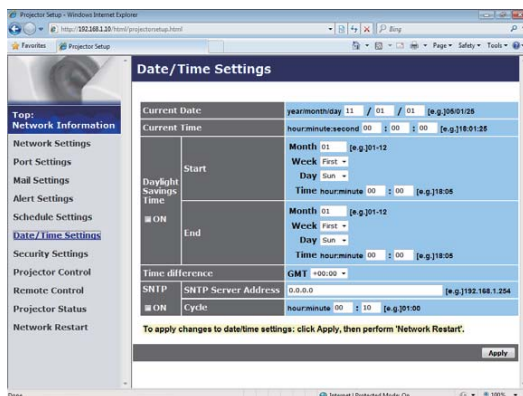 Projector Setup - Windows Internet Explorer
http://192.168.1.10/html/projectorsetup.html
Bing
Favorites Projector Setup Page Safety Tools
Date/Time Settings
Top:
Network Information
Network Settings
Port Settings
Mail Settings
Alert Settings
Schedule Settings
Date/Time Settings
Security Settings
Projector Control
Remote Control
Projector Status
Network Restart
Current Date year/month/day 11 / 01 / 01 [e.g.]05/01/25
Current Time hour:minute:second 00 : 00 : 00 [e.g.]18:01:25
Daylight Savings Time
ON
Start
Month 01 [e.g.]01-12
Week First
Day Sun
Time hour:minute 00 : 00 [e.g.]18:05
End
Month 01 [e.g.]01-12
Week First
Day Sun
Time hour:minute 00 : 00 [e.g.]18:05
Time difference GMT +00:00
SNTP
ON
SNTP Server Address 0.0.0.0 [e.g.]192.168.1.254
Cycle hour:minute 00 : 10 [e.g.]01:00
To apply changes to date/time settings: click Apply, then perform 'Network Restart'.
Apply
Done Internet | Protected Mode: On 100%